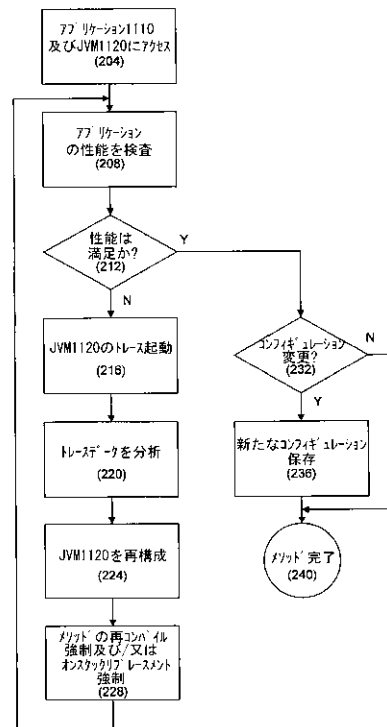 アプリケーション1110
及びJVM1120にアクセス
(204)
アプリケーション
の性能を検査
(208)
性能は
満足か?
(212)
Y
N
JVM1120のトレース起動
(216)
トレースデータを分析
(220)
JVM1120を再構成
(224)
メソッドの再コンパイル
強制及び/又は
オンスタックリプレースメント
強制
(228)
コンフィギュレーション
変更?
(232)
N
Y
新たなコンフィギュレーション
保存
(236)
メソッド完了
(240)